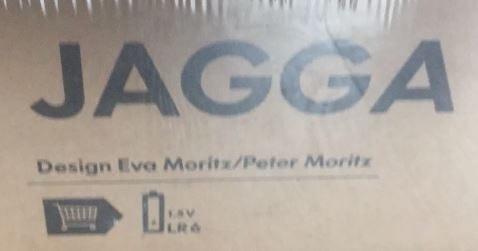 JAGGA
Design Eva Moritz/Peter Moritz
1.5V
LR6